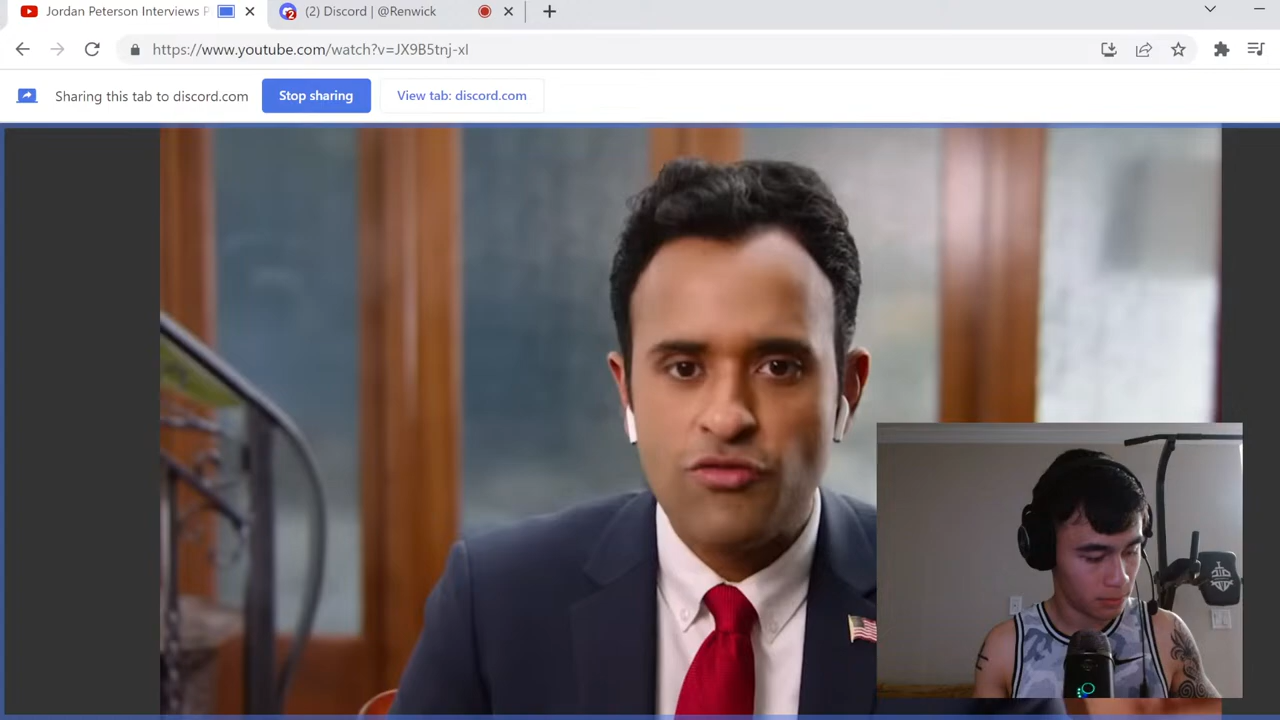 Jordan Peterson Interviews P
(2) Discord | @Renwick
https://www.youtube.com/watch?v=JX9B5tnj-xI
Sharing this tab to discord.com
Stop sharing
View tab: discord.com